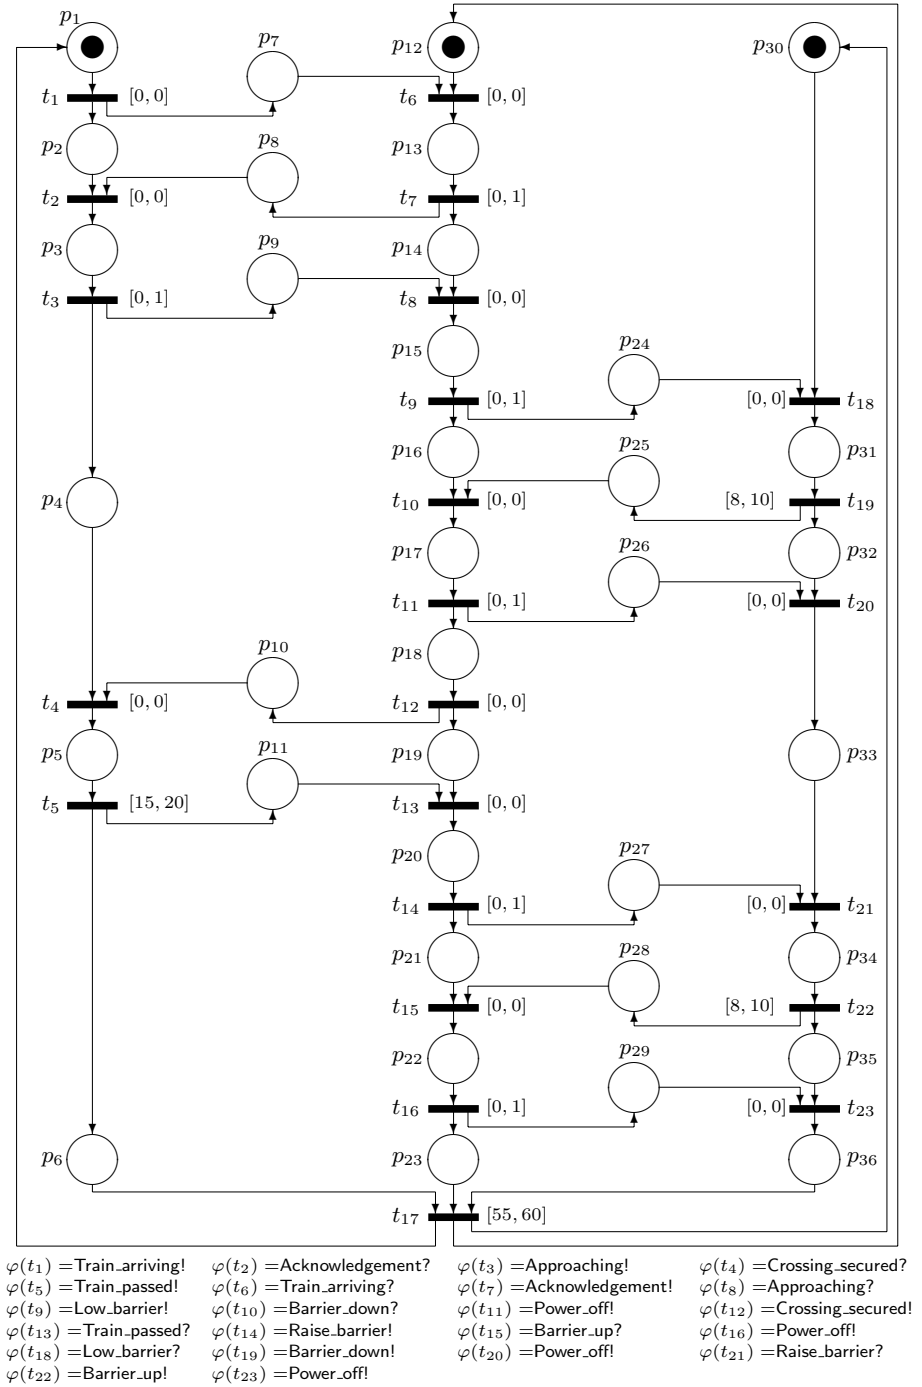 p1
p7
p12
p30
t1 [0, 0]
t6 [0, 0]
p2
p8
p13
t2 [0, 0]
t7 [0, 1]
p3
p9
p14
t3 [0, 1]
t8 [0, 0]
p15
p24
t9 [0, 1]
[0, 0] t18
p4
p16
p25
p31
t10 [0, 0]
[8, 10] t19
p17
p26
p32
t11 [0, 1]
[0, 0] t20
p10
p18
t4 [0, 0]
t12 [0, 0]
p5
p11
p19
p33
t5 [15, 20]
t13 [0, 0]
p20
p27
t14 [0, 1]
[0, 0] t21
p21
p28
p34
t15 [0, 0]
[8, 10] t22
p22
p29
p35
t16 [0, 1]
[0, 0] t23
p6
p23
p36
t17 [55, 60]
φ(t1) =Train_arriving! φ(t2) =Acknowledgement? φ(t3) =Approaching! φ(t4) =Crossing_secured?
φ(t5) =Train_passed! φ(t6) =Train_arriving? φ(t7) =Acknowledgement! φ(t8) =Approaching?
φ(t9) =Low_barrier! φ(t10) =Barrier_down? φ(t11) =Power_off! φ(t12) =Crossing_secured!
φ(t13) =Train_passed? φ(t14) =Raise_barrier! φ(t15) =Barrier_up? φ(t16) =Power_off!
φ(t18) =Low_barrier? φ(t19) =Barrier_down! φ(t20) =Power_off! φ(t21) =Raise_barrier?
φ(t22) =Barrier_up! φ(t23) =Power_off!